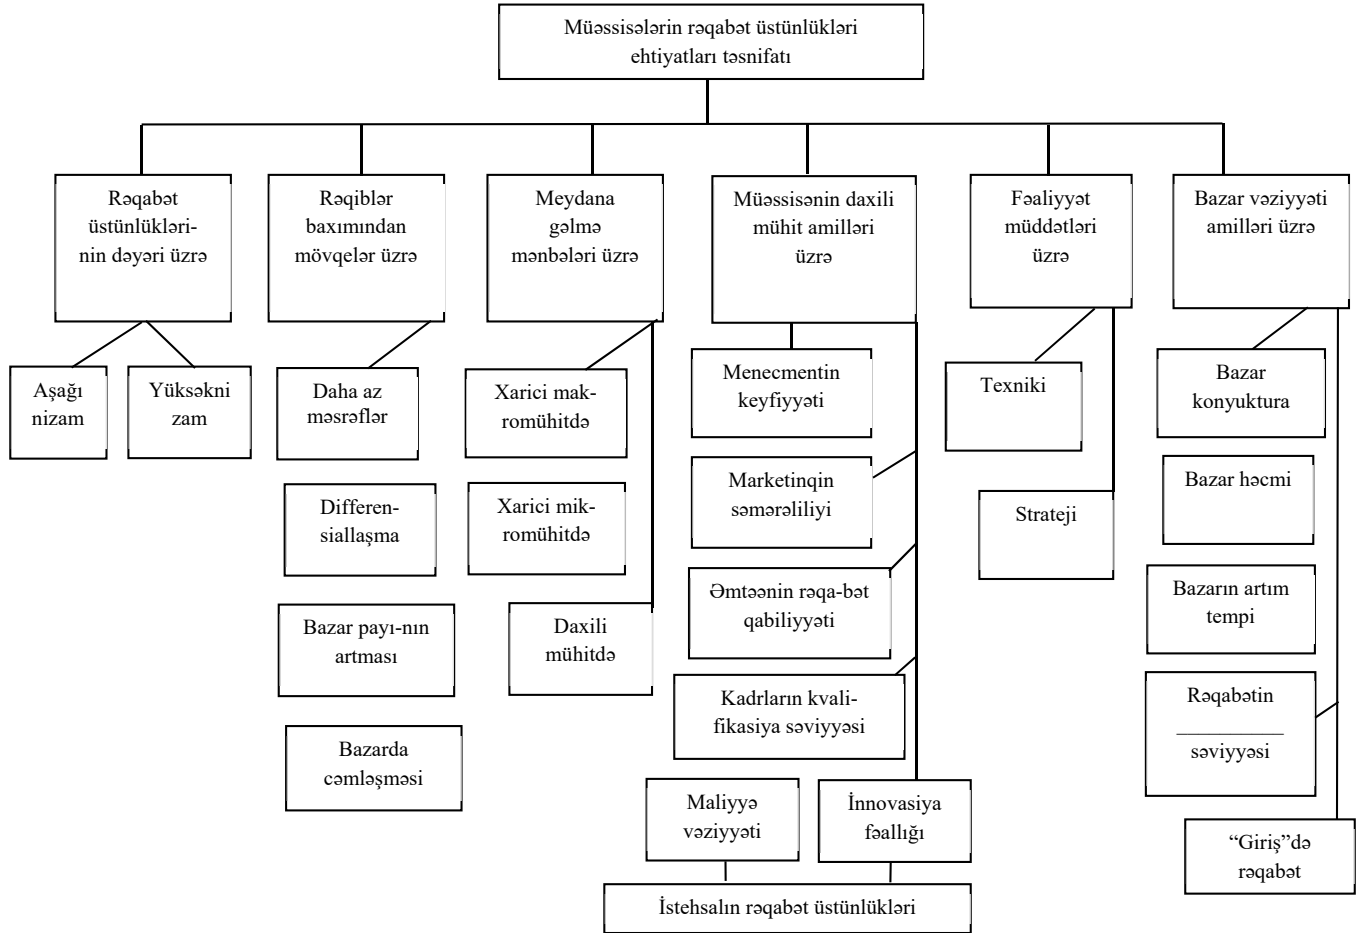 Müəssisələrin rəqabət üstünlükləri
ehtiyatları təsnifatı
Rəqabət
üstünlükləri-
nin dəyəri üzrə
Rəqiblər
baxımından
mövqelər üzrə
Meydana
gəlmə
mənbələri üzrə
Müəssisənin daxili
mühit amilləri
üzrə
Fəaliyyət
müddətləri
üzrə
Bazar vəziyyəti
amilləri üzrə
Aşağı
nizam
Yüksəkni
zam
Daha az
məsrəflər
Differen-
siallaşma
Bazar payı-nın
artması
Bazarda
cəmləşməsi
Xarici mak-
romühitdə
Xarici mik-
romühitdə
Daxili
mühitdə
Menecmentin
keyfiyyəti
Marketinqin
səmərəliliyi
Əmtəənin rəqa-bət
qabiliyyəti
Kadrların kvali-
fikasiya səviyyəsi
Maliyyə
vəziyyəti
İnnovasiya
fəallığı
İstehsalın rəqabət üstünlükləri
Texniki
Strateji
Bazar
konyuktura
Bazar həcmi
Bazarın artım
tempi
Rəqabətin
səviyyəsi
“Giriş”də
rəqabət